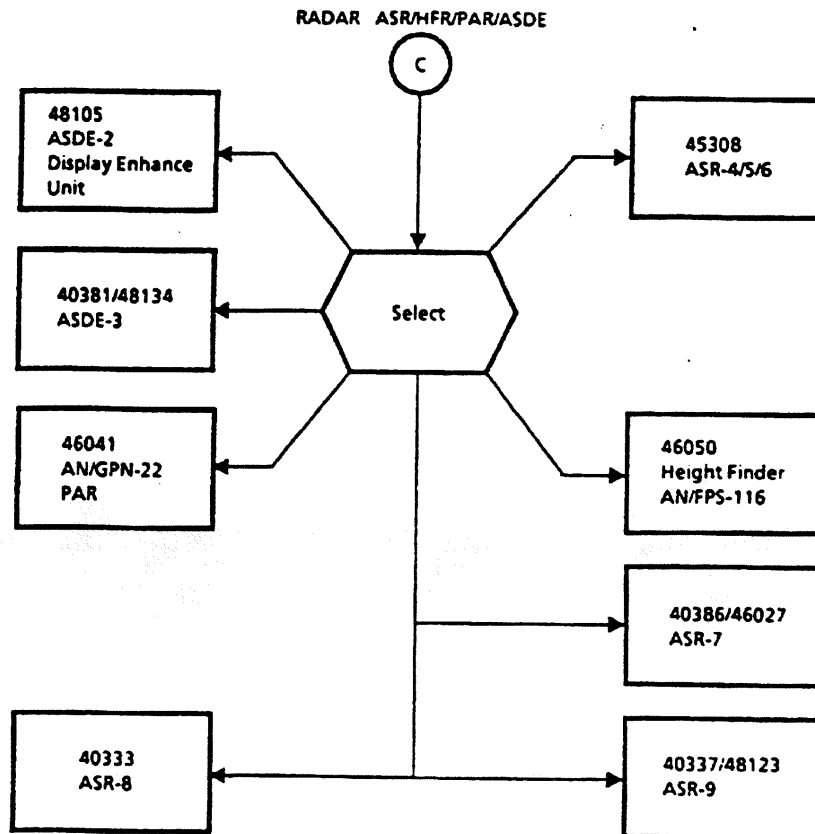 RADAR ASR/HFR/PAR/ASDE
C
48105
ASDE-2
Display Enhance
Unit
45308
ASR-4/5/6
40381/48134
ASDE-3
Select
46041
AN/GPN-22
PAR
46050
Height Finder
AN/FPS-116
40386/46027
ASR-7
40333
ASR-8
40337/48123
ASR-9